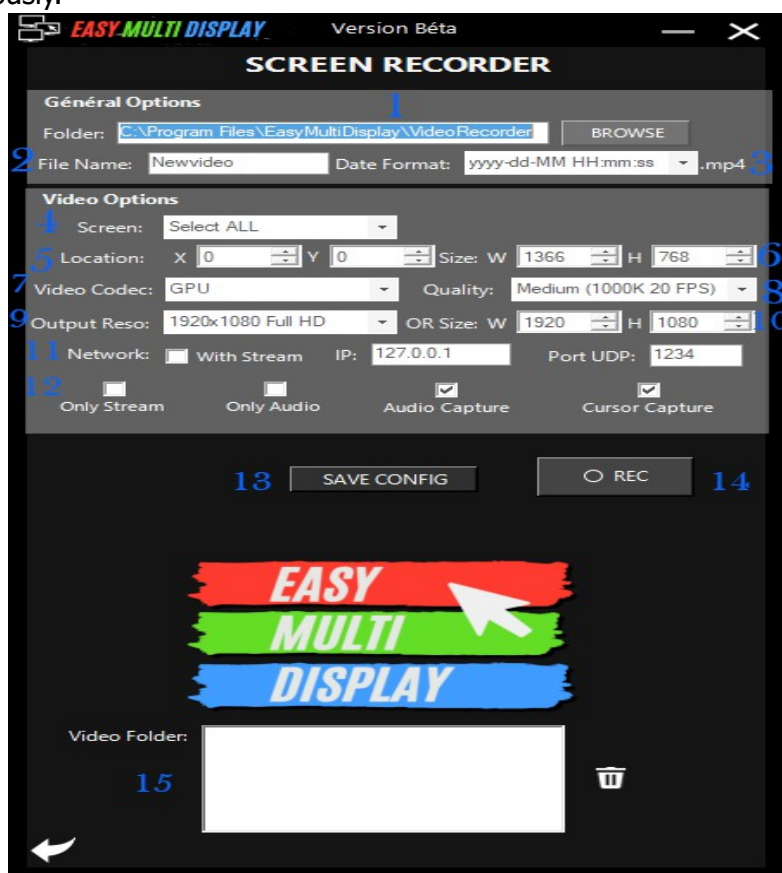 ously.
EASY MULTI DISPLAY Version Béta
SCREEN RECORDER
Général Options
1
Folder: C:\Program Files\EasyMultiDisplay\VideoRecorder BROWSE
2 File Name: Newvideo Date Format: yyyy-dd-MM HH:mm:ss .mp4 3
Video Options
4 Screen: Select ALL
5 Location: X 0 Y 0 Size: W 1366 H 768 6
7 Video Codec: GPU Quality: Medium (1000K 20 FPS) 8
9 Output Reso: 1920x1080 Full HD OR Size: W 1920 H 1080 10
11 Network: With Stream IP: 127.0.0.1 Port UDP: 1234
12
Only Stream Only Audio Audio Capture Cursor Capture
13 SAVE CONFIG REC 14
EASY
MULTI
DISPLAY
Video Folder:
15